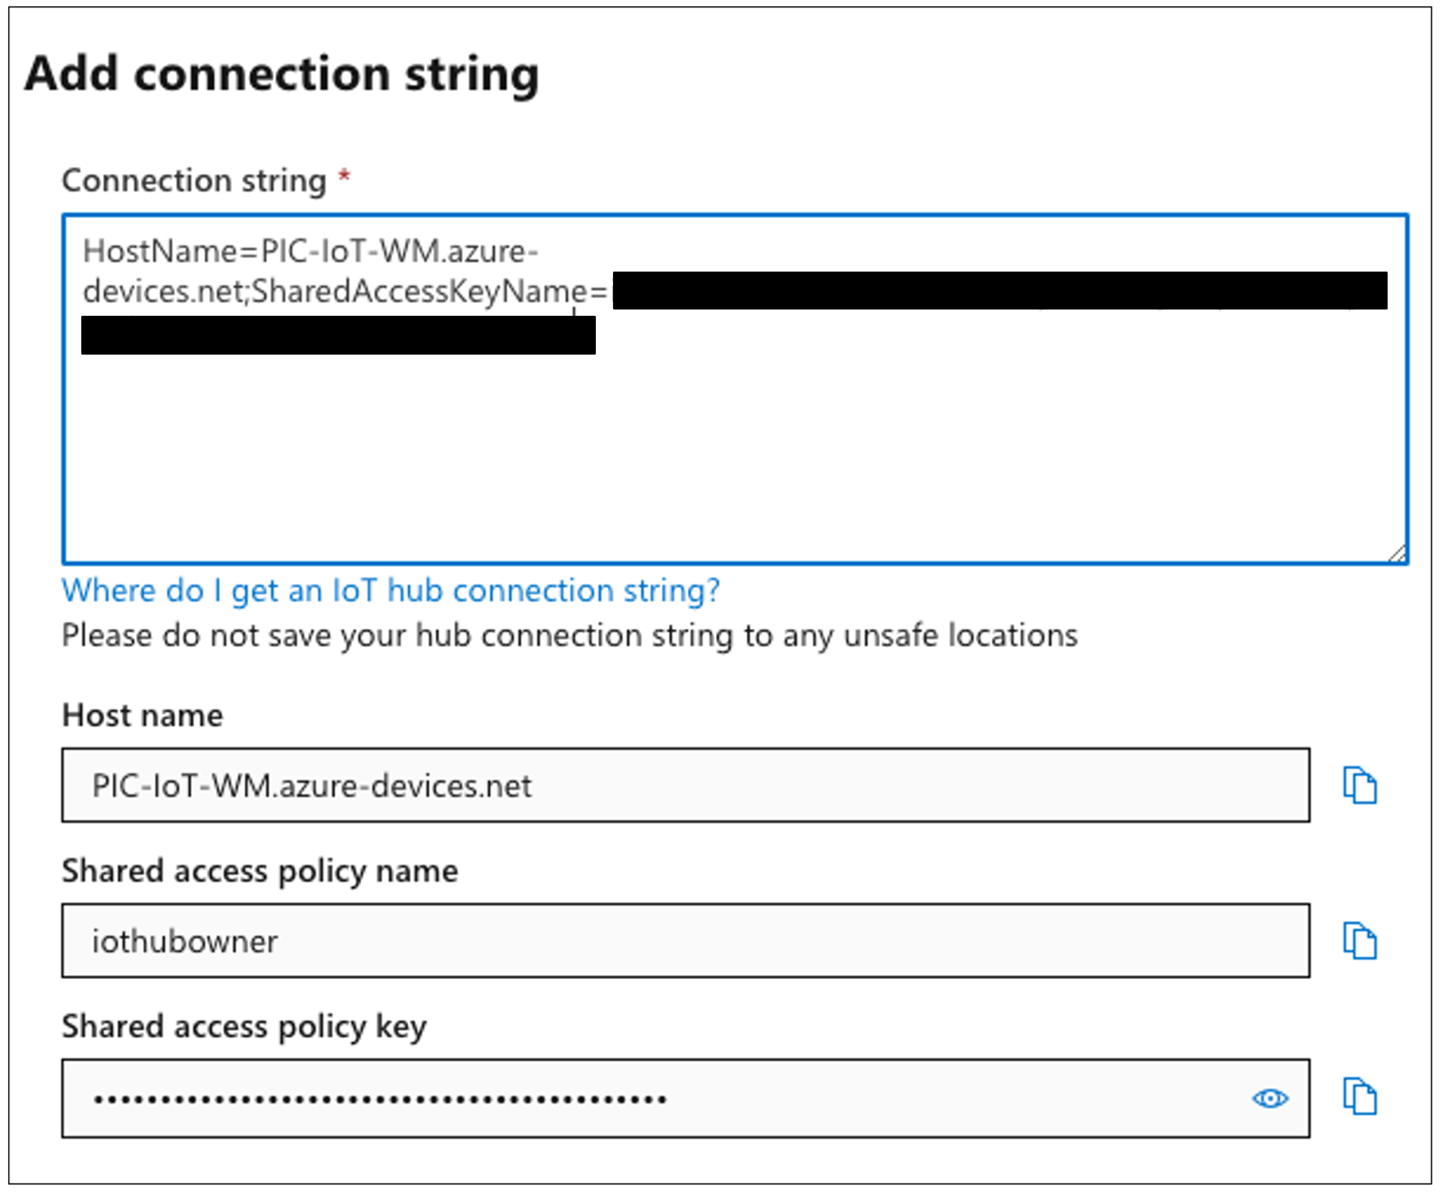 Add connection string
Connection string *
HostName=PIC-IoT-WM.azure-
devices.net;SharedAccessKeyName=
Where do I get an IoT hub connection string?
Please do not save your hub connection string to any unsafe locations
Host name
PIC-IoT-WM.azure-devices.net
Shared access policy name
iothubowner
Shared access policy key
•••••••••••••••••••••••••••••••••••••••••••